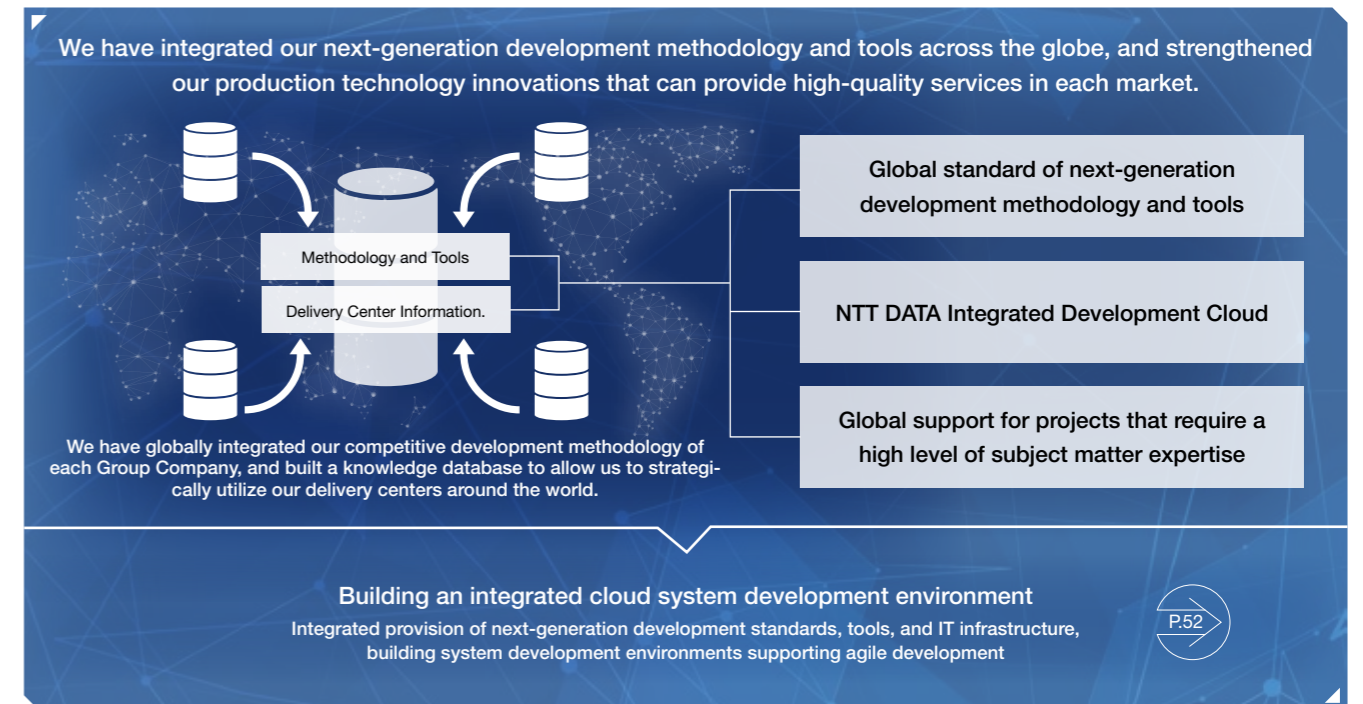 We have integrated our next-generation development methodology and tools across the globe, and strengthened
our production technology innovations that can provide high-quality services in each market.
Methodology and Tools
Delivery Center Information.
We have globally integrated our competitive development methodology of
each Group Company, and built a knowledge database to allow us to strategi-
cally utilize our delivery centers around the world.
Global standard of next-generation
development methodology and tools
NTT DATA Integrated Development Cloud
Global support for projects that require a
high level of subject matter expertise
Building an integrated cloud system development environment
Integrated provision of next-generation development standards, tools, and IT infrastructure,
building system development environments supporting agile development
P.52